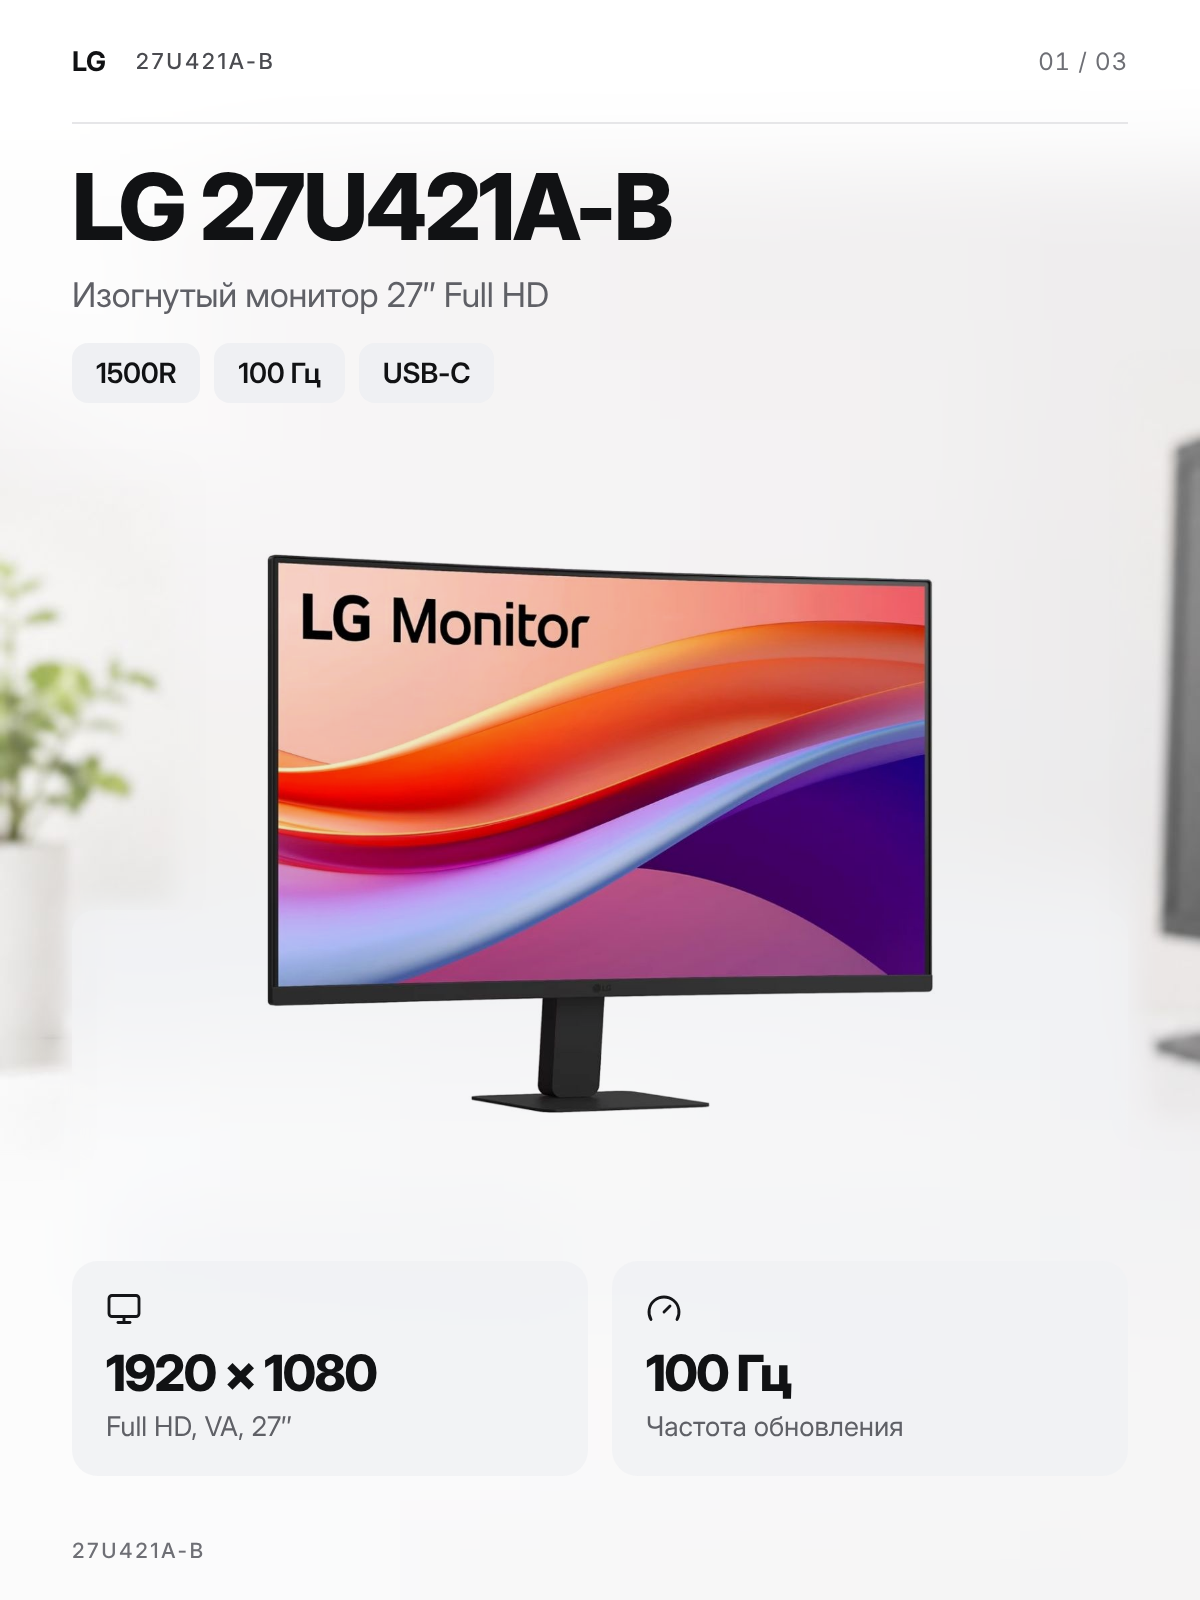 LG 27U421A-B 01 / 03
LG 27U421A-B
Изогнутый монитор 27″ Full HD
1500R 100 Гц USB-C
LG Monitor
LG
1920 × 1080
Full HD, VA, 27″
100 Гц
Частота обновления
27U421A-B